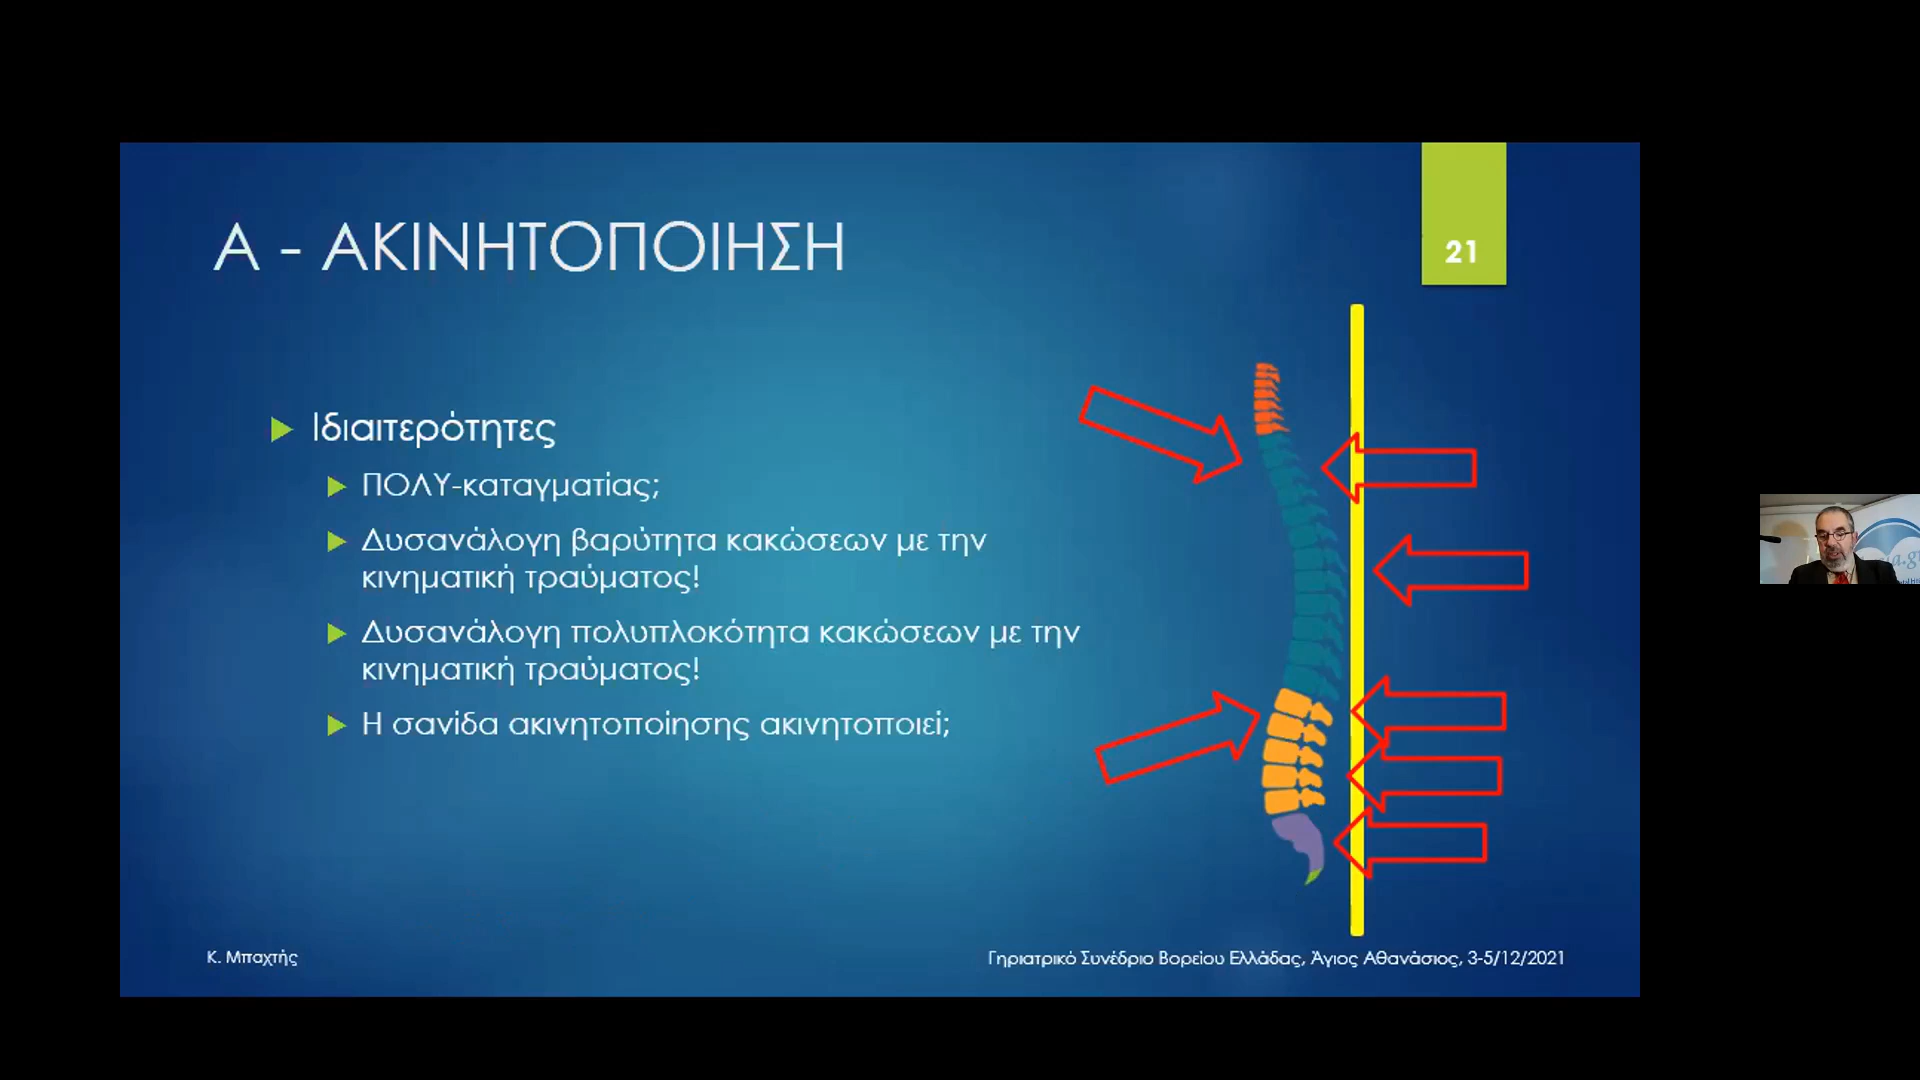 Α - ΑΚΙΝΗΤΟΠΟΙΗΣΗ
21
Ιδιαιτερότητες
ΠΟΛΥ-καταγματίας;
Δυσανάλογη βαρύτητα κακώσεων με την
κινηματική τραύματος!
Δυσανάλογη πολυπλοκότητα κακώσεων με την
κινηματική τραύματος!
Η σανίδα ακινητοποίησης ακινητοποιεί;
Κ. Μπαχτής
Γηριατρικό Συνέδριο Βορείου Ελλάδας, Άγιος Αθανάσιος, 3-5/12/2021